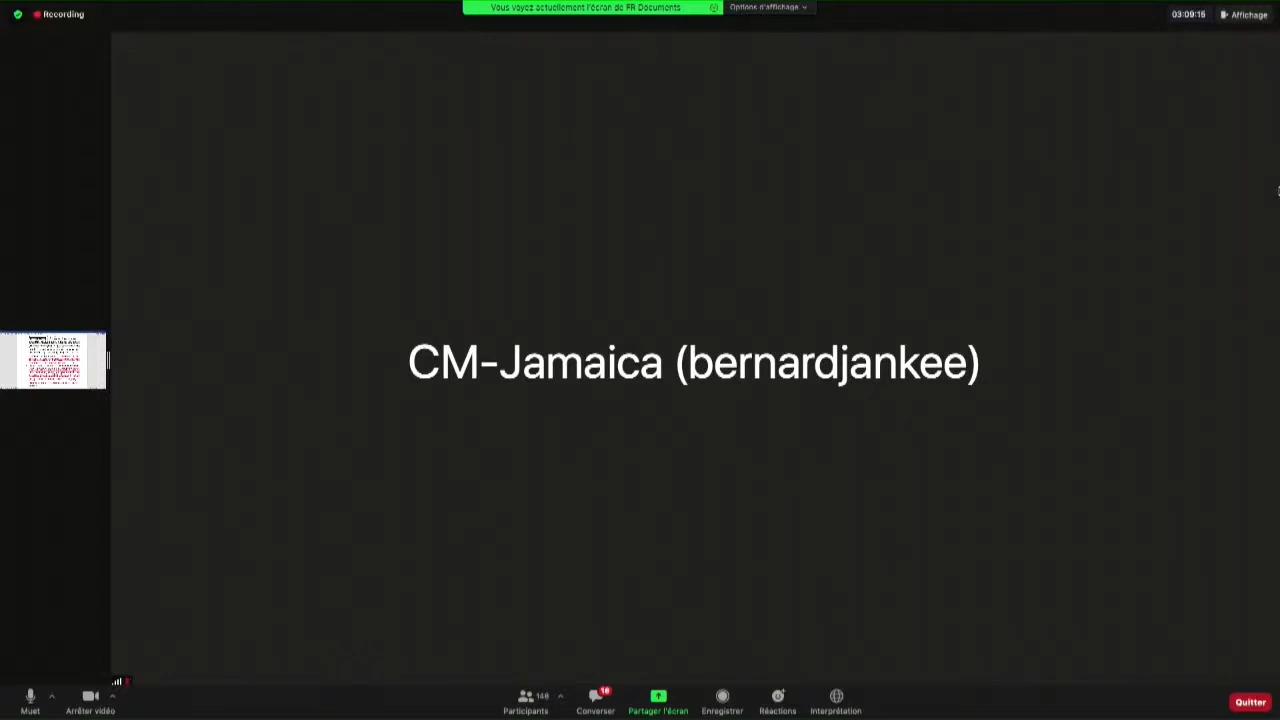 Recording
Vous voyez actuellement l'écran de FR Documents
Options d'affichage
03:09:15
Affichage
CM-Jamaica (bernardjankee)
Muet
Arrêter vidéo
148
Participants
16
Converser
Partager l'écran
Enregistrer
Réactions
Interprétation
Quitter